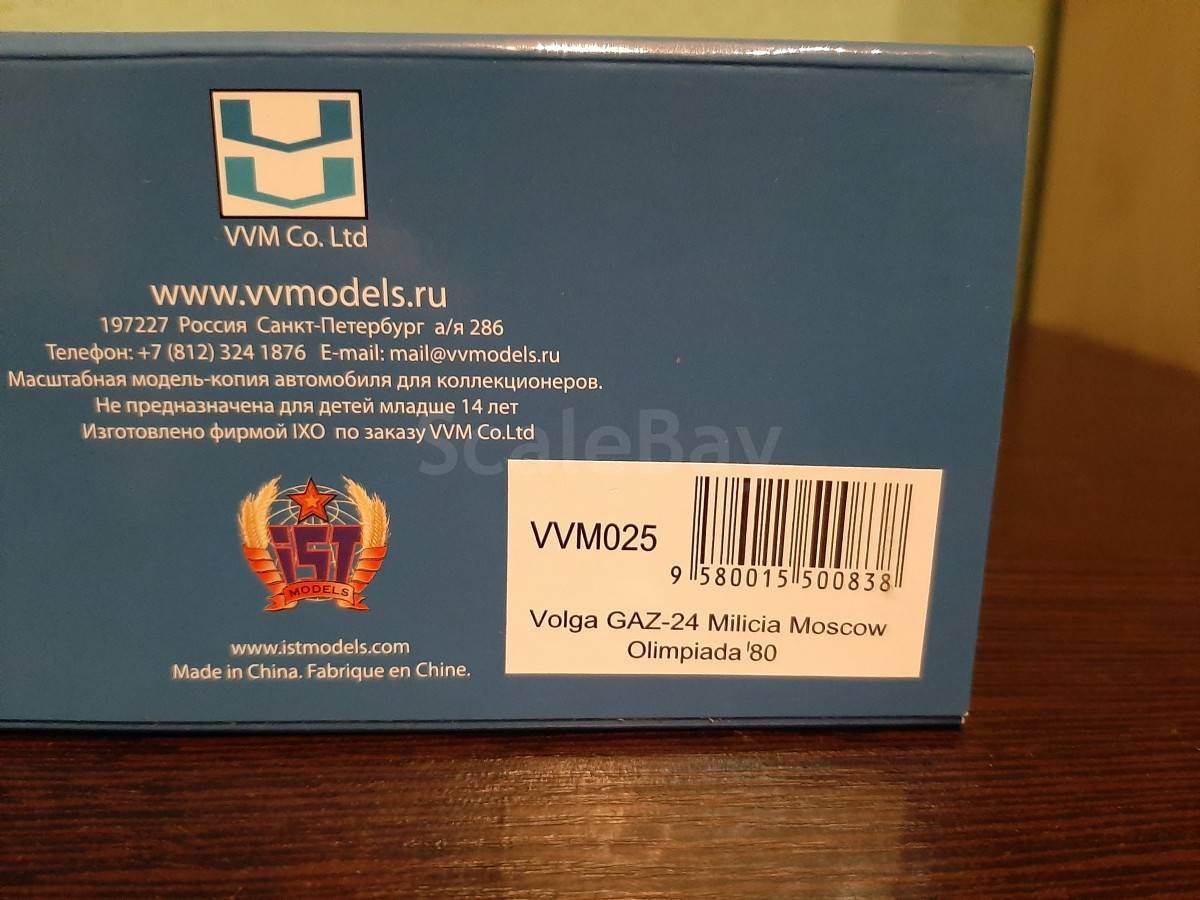 VVM Co. Ltd
www.vvmodels.ru
197227 Россия Санкт-Петербург а/я 286
Телефон: +7 (812) 324 1876 E-mail: mail@vvmodels.ru
Масштабная модель-копия автомобиля для коллекционеров.
Не предназначена для детей младше 14 лет
Изготовлено фирмой IXO по заказу VVM Co.Ltd
ScaleBay
iST
MODELS
www.istmodels.com
Made in China. Fabrique en Chine.
VVM025
9 580015 500838
Volga GAZ-24 Milicia Moscow
Olimpiada '80